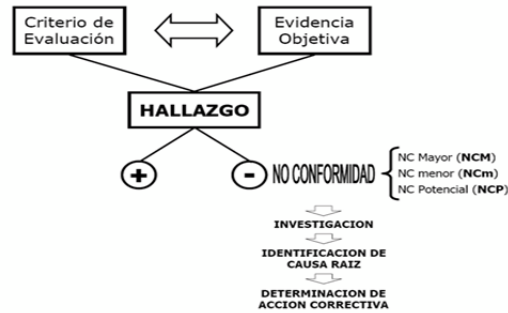 Criterio de
Evaluación
Evidencia
Objetiva
HALLAZGO
+
-
NO CONFORMIDAD
NC Mayor (NCM)
NC menor (NCm)
NC Potencial (NCP)
INVESTIGACION
IDENTIFICACION DE
CAUSA RAIZ
DETERMINACION DE
ACCION CORRECTIVA